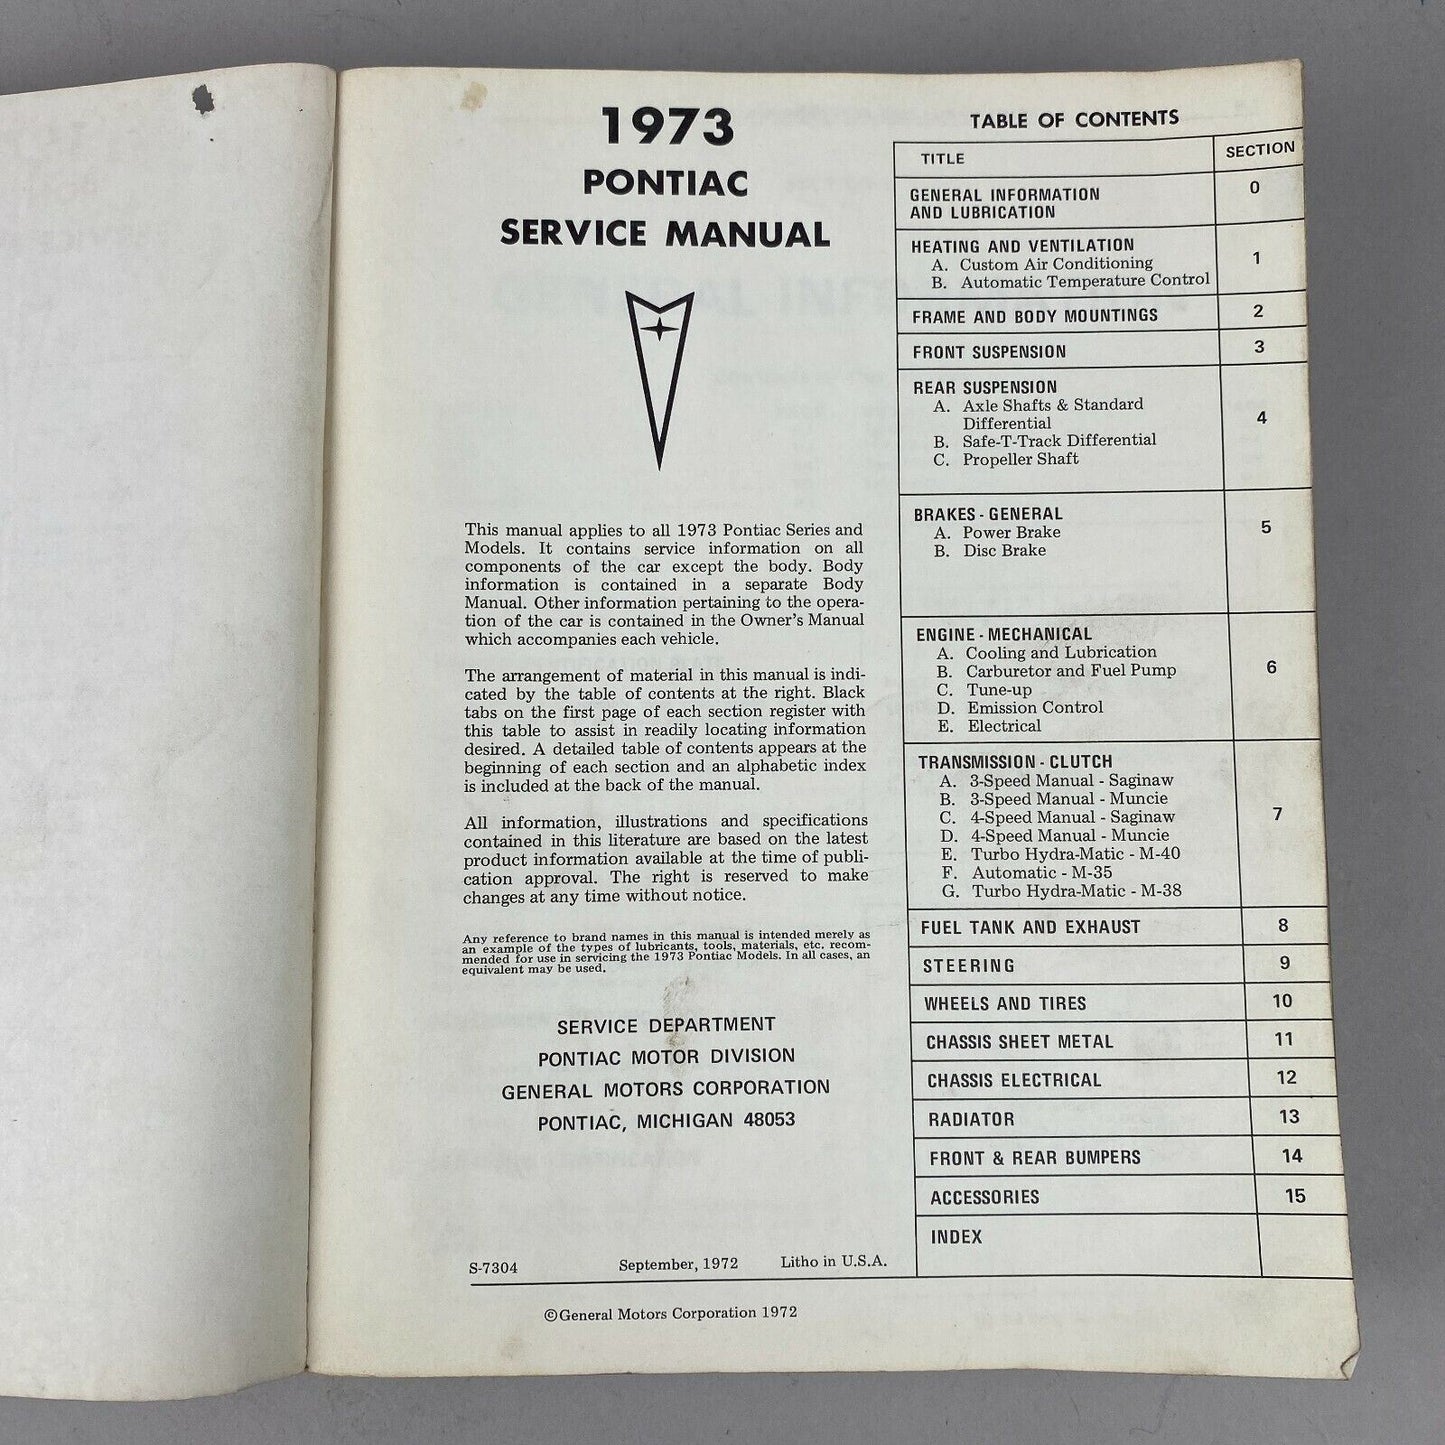 1973
PONTIAC
SERVICE MANUAL
This manual applies to all 1973 Pontiac Series and
Models. It contains service information on all
components of the car except the body. Body
information is contained in a separate Body
Manual. Other information pertaining to the opera-
tion of the car is contained in the Owner's Manual
which accompanies each vehicle.
The arrangement of material in this manual is indi-
cated by the table of contents at the right. Black
tabs on the first page of each section register with
this table to assist in readily locating information
desired. A detailed table of contents appears at the
beginning of each section and an alphabetic index
is included at the back of the manual.
All information, illustrations and specifications
contained in this literature are based on the latest
product information available at the time of publi-
cation approval. The right is reserved to make
changes at any time without notice.
Any reference to brand names in this manual is intended merely as
an example of the types of lubricants, tools, materials, etc. recom-
mended for use in servicing the 1973 Pontiac Models. In all cases, an
equivalent may be used.
SERVICE DEPARTMENT
PONTIAC MOTOR DIVISION
GENERAL MOTORS CORPORATION
PONTIAC, MICHIGAN 48053
S-7304 September, 1972 Litho in U.S.A.
©General Motors Corporation 1972
TABLE OF CONTENTS
TITLE SECTION
GENERAL INFORMATION 0
AND LUBRICATION
HEATING AND VENTILATION 1
A. Custom Air Conditioning
B. Automatic Temperature Control
FRAME AND BODY MOUNTINGS 2
FRONT SUSPENSION 3
REAR SUSPENSION 4
A. Axle Shafts & Standard
Differential
B. Safe-T-Track Differential
C. Propeller Shaft
BRAKES - GENERAL 5
A. Power Brake
B. Disc Brake
ENGINE - MECHANICAL 6
A. Cooling and Lubrication
B. Carburetor and Fuel Pump
C. Tune-up
D. Emission Control
E. Electrical
TRANSMISSION - CLUTCH 7
A. 3-Speed Manual - Saginaw
B. 3-Speed Manual - Muncie
C. 4-Speed Manual - Saginaw
D. 4-Speed Manual - Muncie
E. Turbo Hydra-Matic - M-40
F. Automatic - M-35
G. Turbo Hydra-Matic - M-38
FUEL TANK AND EXHAUST 8
STEERING 9
WHEELS AND TIRES 10
CHASSIS SHEET METAL 11
CHASSIS ELECTRICAL 12
RADIATOR 13
FRONT & REAR BUMPERS 14
ACCESSORIES 15
INDEX